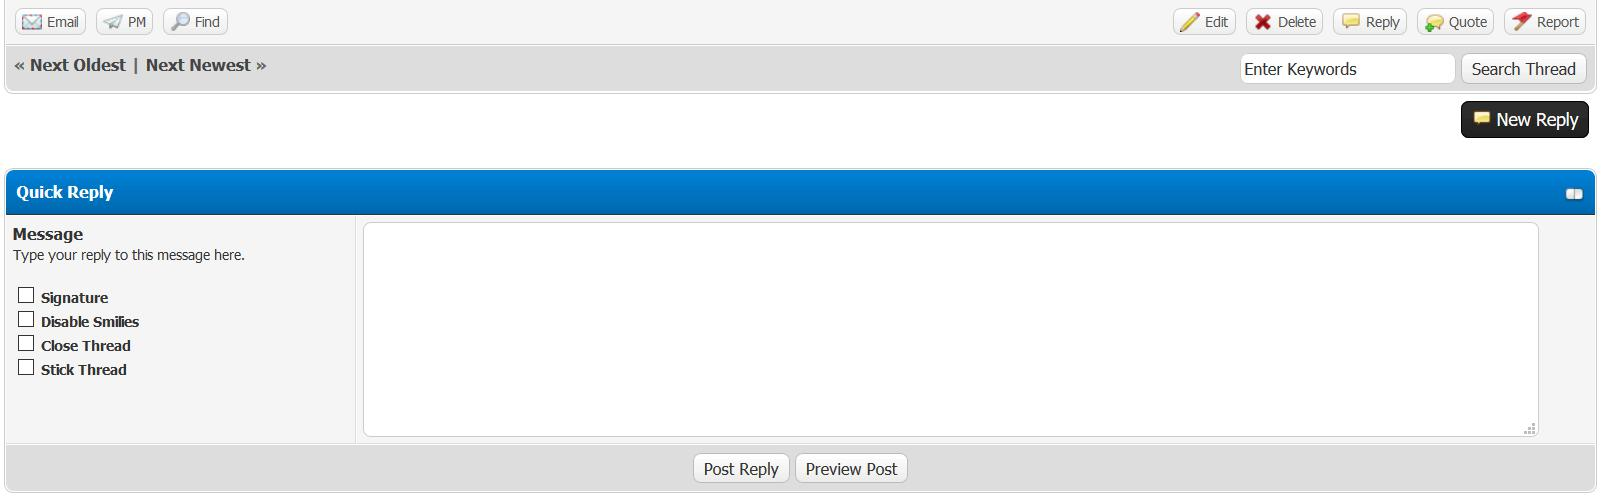 Email PM Find Edit Delete Reply Quote Report
« Next Oldest | Next Newest » Enter Keywords Search Thread
New Reply
Quick Reply
Message
Type your reply to this message here.
Signature
Disable Smilies
Close Thread
Stick Thread
Post Reply Preview Post